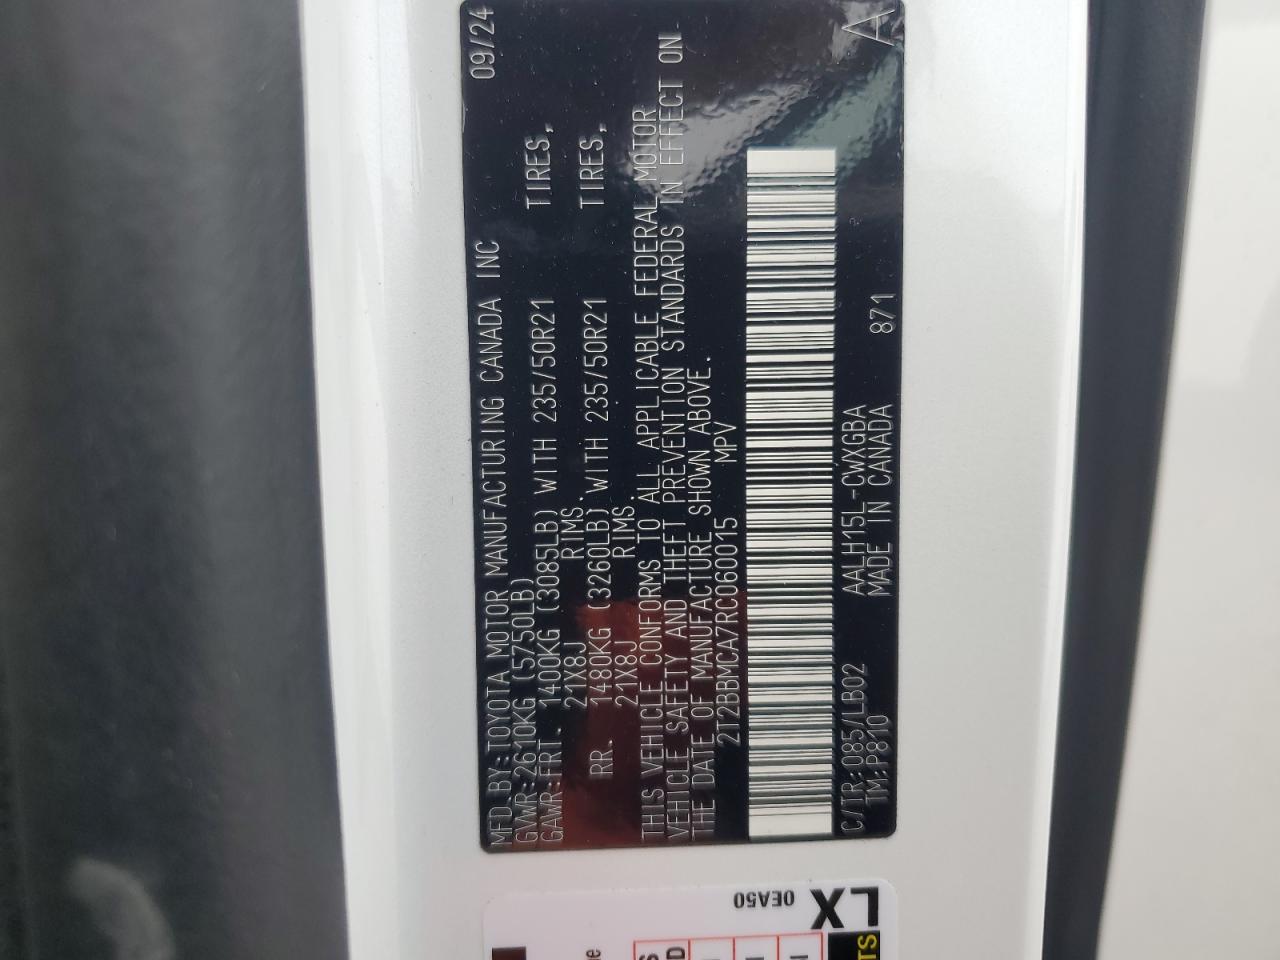 MFD BY:TOYOTA MOTOR MANUFACTURING CANADA INC 09/24
GVWR:2610KG (5750LB)
GAWR:FRT. 1400KG (3085LB) WITH 235/50R21 TIRES,
21X8J RIMS.
RR. 1480KG (3260LB) WITH 235/50R21 TIRES,
21X8J RIMS
THIS VEHICLE CONFORMS TO ALL APPLICABLE FEDERAL MOTOR
VEHICLE SAFETY AND THEFT PREVENTION STANDARDS IN EFFECT ON
THE DATE OF MANUFACTURE SHOWN ABOVE.
2T2BBMCA7RC060015 MPV
C/TR:085/LB02 AALH15L-CWXGBA 871 A
TM:P810 MADE IN CANADA
LX
0EA50